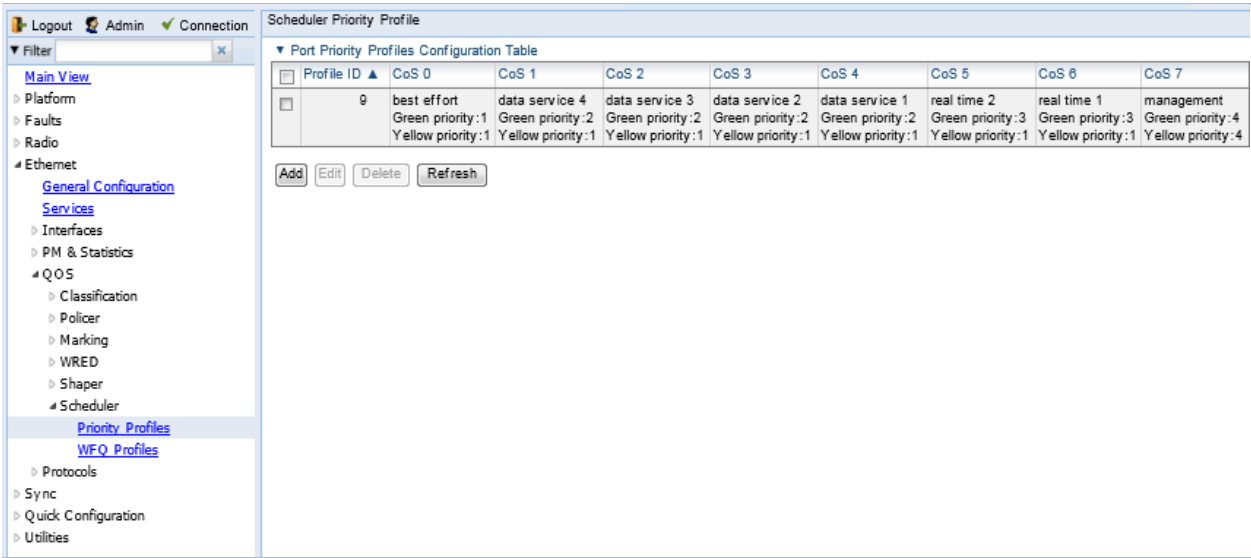 Logout Admin Connection
Filter
Main View
Platform
Faults
Radio
Ethernet
General Configuration
Services
Interfaces
PM & Statistics
QOS
Classification
Policer
Marking
WRED
Shaper
Scheduler
Priority Profiles
WFQ Profiles
Protocols
Sync
Quick Configuration
Utilities
Scheduler Priority Profile
Port Priority Profiles Configuration Table
Profile ID CoS 0 CoS 1 CoS 2 CoS 3 CoS 4 CoS 5 CoS 6 CoS 7
9 best effort data service 4 data service 3 data service 2 data service 1 real time 2 real time 1 management
Green priority:1 Green priority:2 Green priority:2 Green priority:2 Green priority:2 Green priority:3 Green priority:3 Green priority:4
Yellow priority:1 Yellow priority:1 Yellow priority:1 Yellow priority:1 Yellow priority:1 Yellow priority:1 Yellow priority:1 Yellow priority:4
Add Edit Delete Refresh